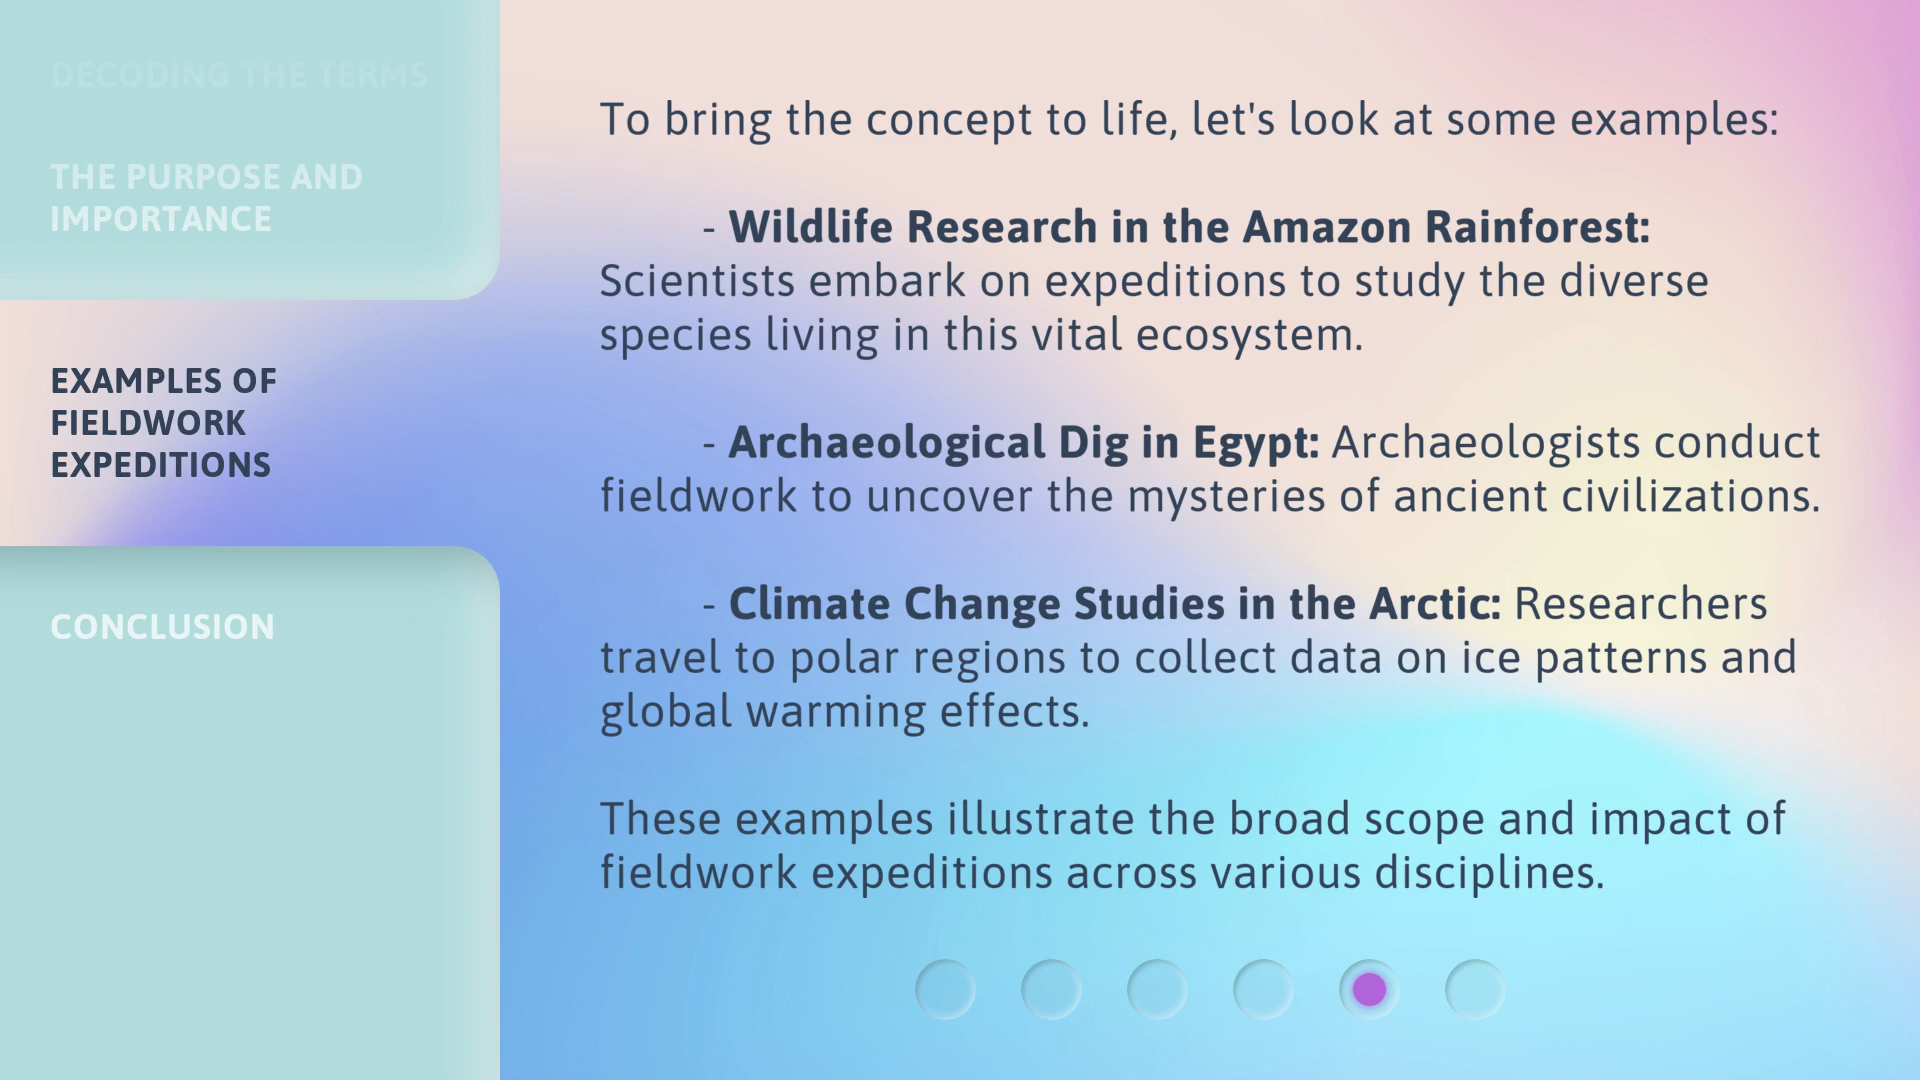 DECODING THE TERMS
THE PURPOSE AND
IMPORTANCE
EXAMPLES OF
FIELDWORK
EXPEDITIONS
CONCLUSION
To bring the concept to life, let's look at some examples:
- Wildlife Research in the Amazon Rainforest:
Scientists embark on expeditions to study the diverse
species living in this vital ecosystem.
- Archaeological Dig in Egypt: Archaeologists conduct
fieldwork to uncover the mysteries of ancient civilizations.
- Climate Change Studies in the Arctic: Researchers
travel to polar regions to collect data on ice patterns and
global warming effects.
These examples illustrate the broad scope and impact of
fieldwork expeditions across various disciplines.